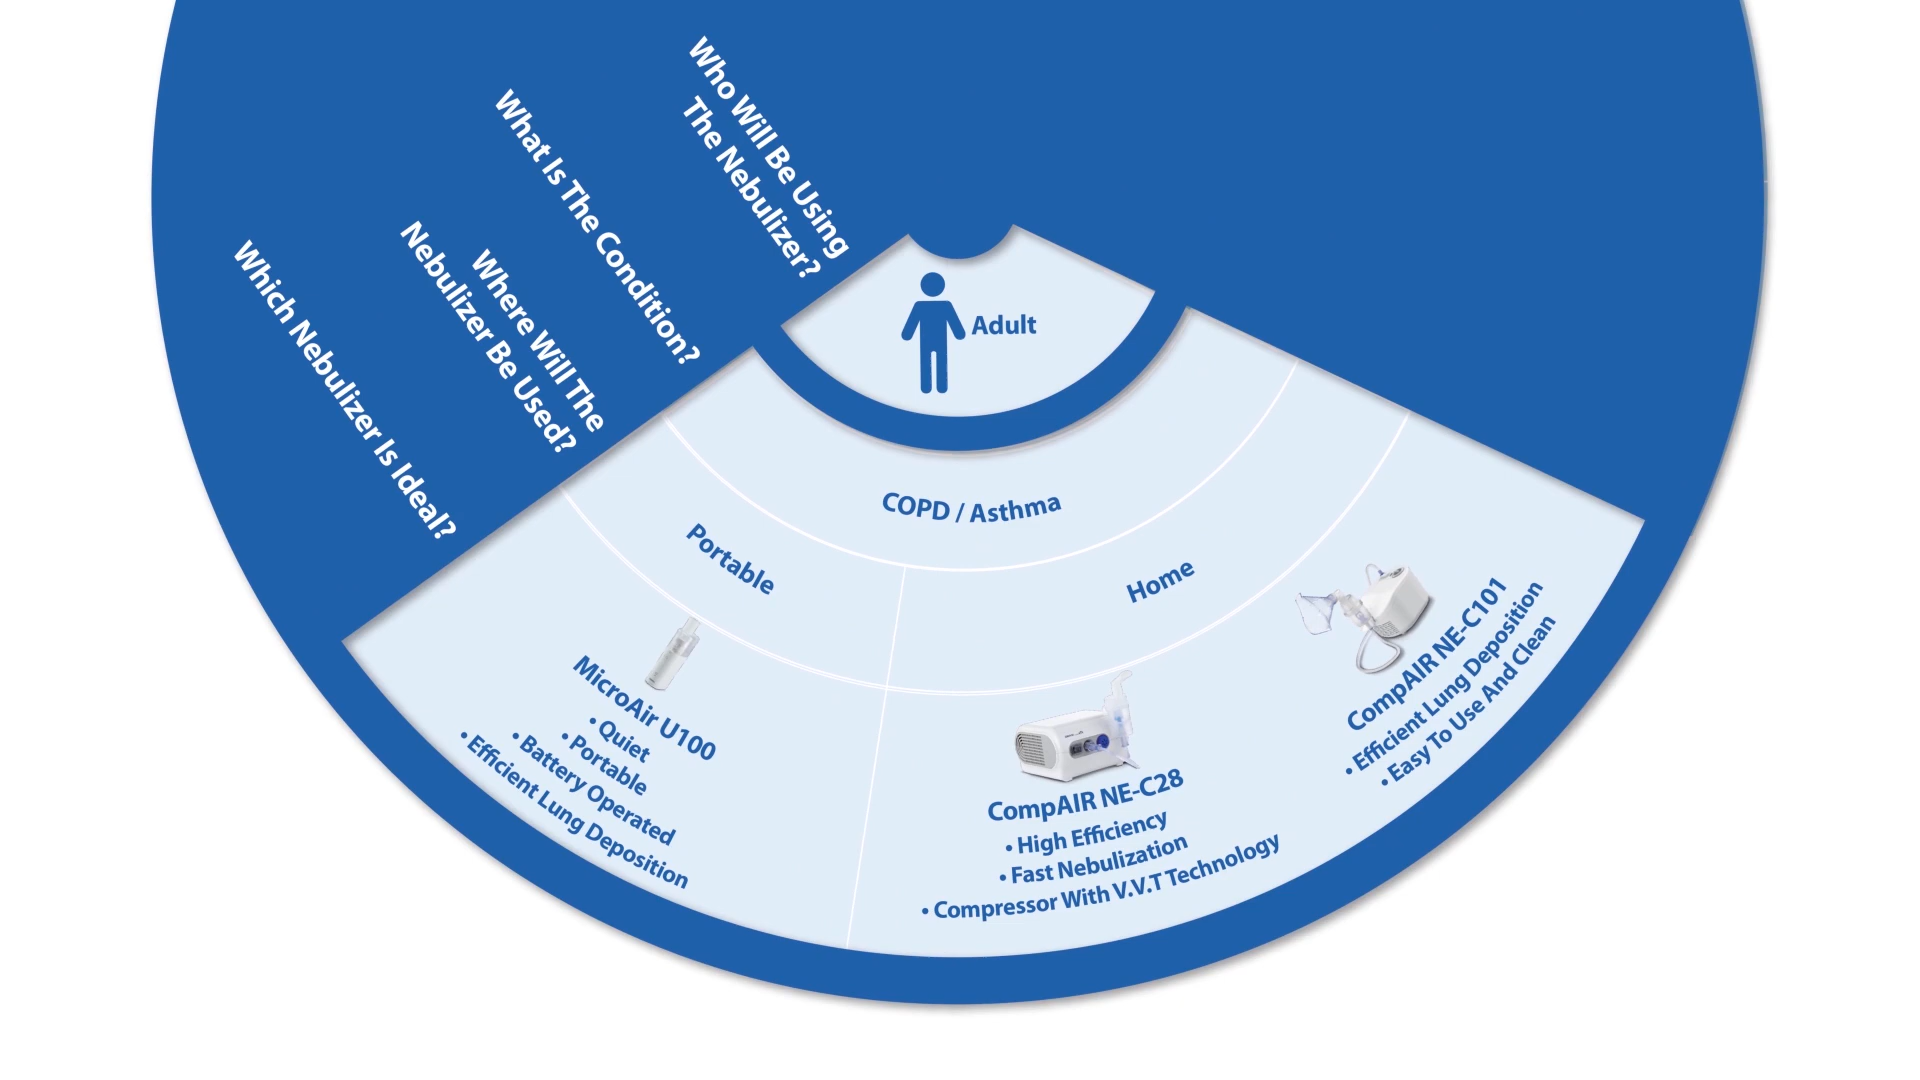 Who Will Be Using
The Nebulizer?
What Is The Condition?
Where Will The
Nebulizer Be Used?
Which Nebulizer Is Ideal?
Adult
COPD / Asthma
Portable
Home
MicroAir U100
• Quiet
• Portable
• Battery Operated
• Efficient Lung Deposition
CompAIR NE-C28
• High Efficiency
• Fast Nebulization
• Compressor With V.V.T Technology
CompAIR NE-C101
• Efficient Lung Deposition
• Easy To Use And Clean